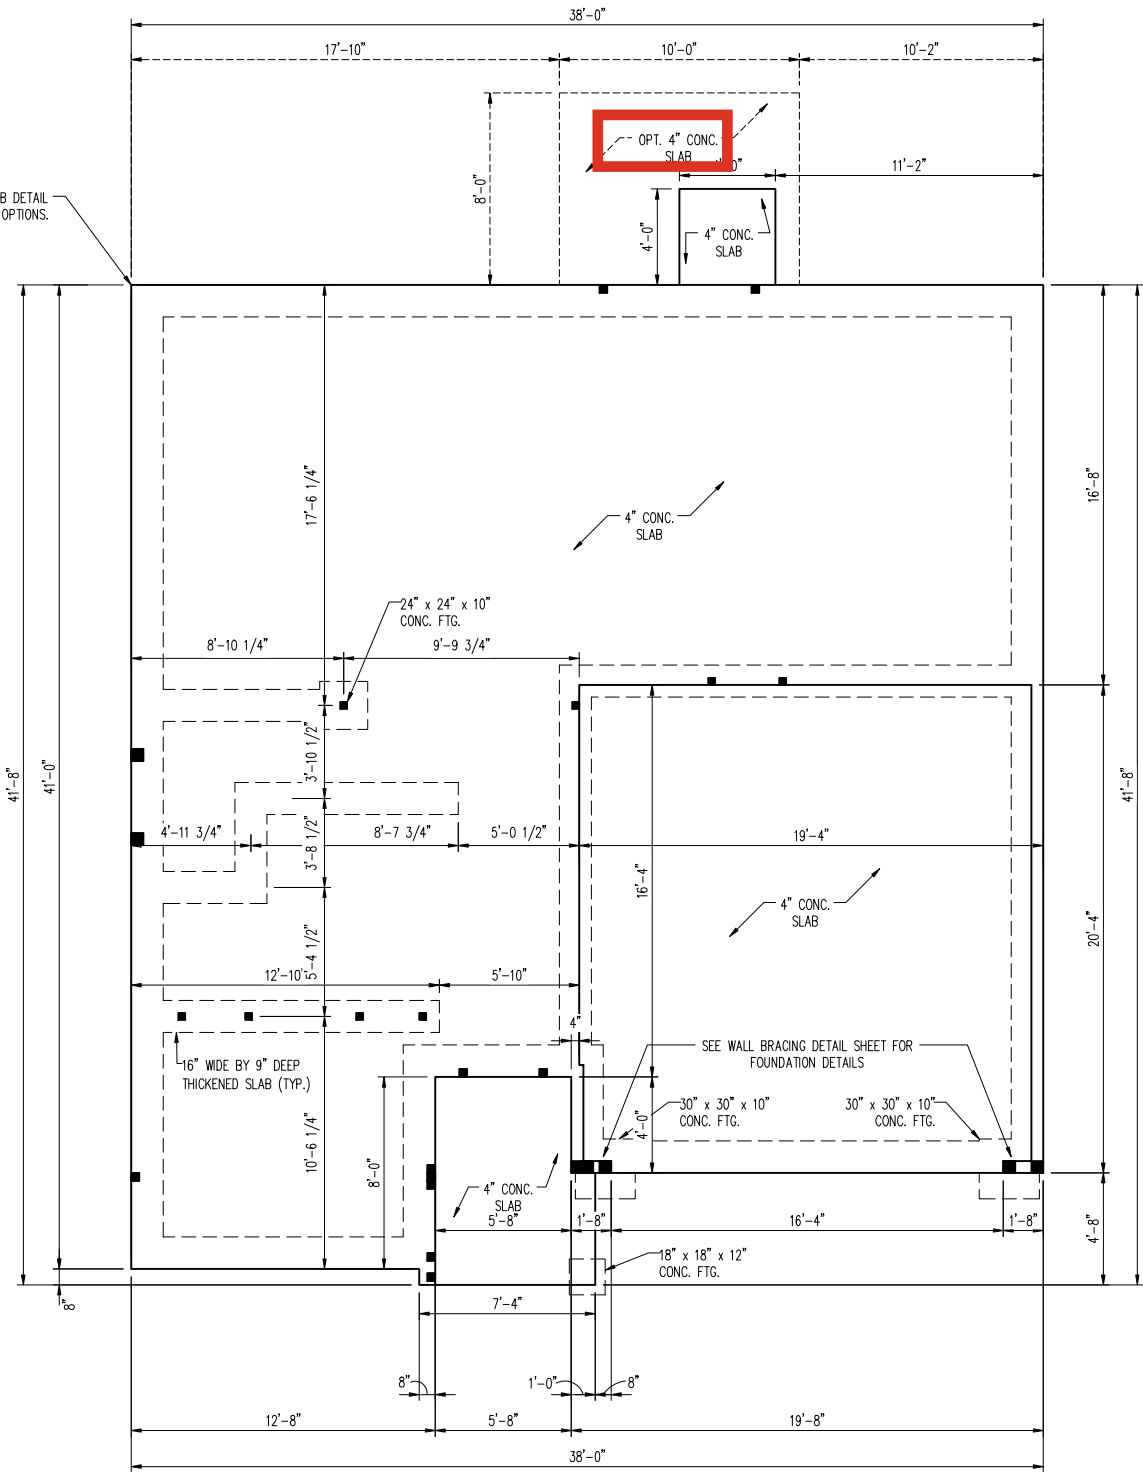 38'-0"
17'-10"
10'-0"
10'-2"
OPT. 4" CONC.
SLAB
11'-2"
8'-0"
B DETAIL
OPTIONS.
4'-0"
4" CONC.
SLAB
17'-6 1/4"
16'-8"
4" CONC.
SLAB
24" x 24" x 10"
CONC. FTG.
8'-10 1/4"
9'-9 3/4"
3'-10 1/2"
41'-8"
41'-0"
41'-8"
4'-11 3/4"
8'-7 3/4"
5'-0 1/2"
19'-4"
3'-8 1/2"
16'-4"
4" CONC.
SLAB
20'-4"
5'-4 1/2"
12'-10"
5'-10"
4"
SEE WALL BRACING DETAIL SHEET FOR
FOUNDATION DETAILS
16" WIDE BY 9" DEEP
THICKENED SLAB (TYP.)
30" x 30" x 10"
CONC. FTG.
30" x 30" x 10"
CONC. FTG.
4'-0"
10'-6 1/4"
8'-0"
4" CONC.
SLAB
5'-8"
1'-8"
16'-4"
1'-8"
4'-8"
18" x 18" x 12"
CONC. FTG.
8"
7'-4"
8"
1'-0"
8"
12'-8"
5'-8"
19'-8"
38'-0"